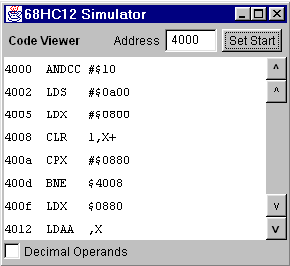 68HC12 Simulator
Code Viewer Address 4000 Set Start
4000 ANDCC #$10
4002 LDS #$0a00
4005 LDX #$0800
4008 CLR 1,X+
400a CPX #$0880
400d BNE $4008
400f LDX $0880
4012 LDAA ,X
Decimal Operands